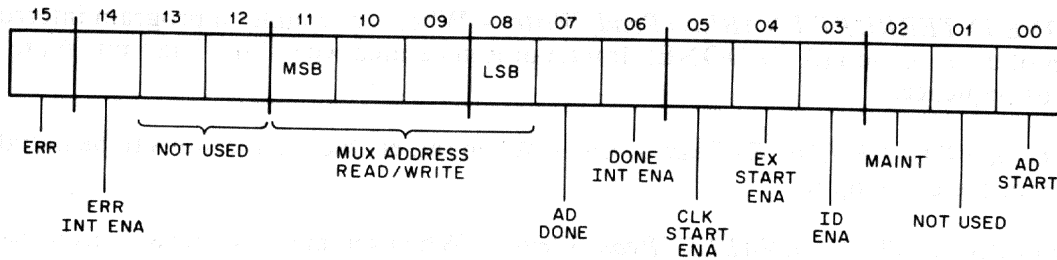 15 14 13 12 11 10 09 08 07 06 05 04 03 02 01 00
MSB LSB
ERR
ERR
INT ENA
NOT USED
MUX ADDRESS
READ/WRITE
AD
DONE
DONE
INT ENA
CLK
START
ENA
EX
START
ENA
ID
ENA
MAINT
NOT USED
AD
START